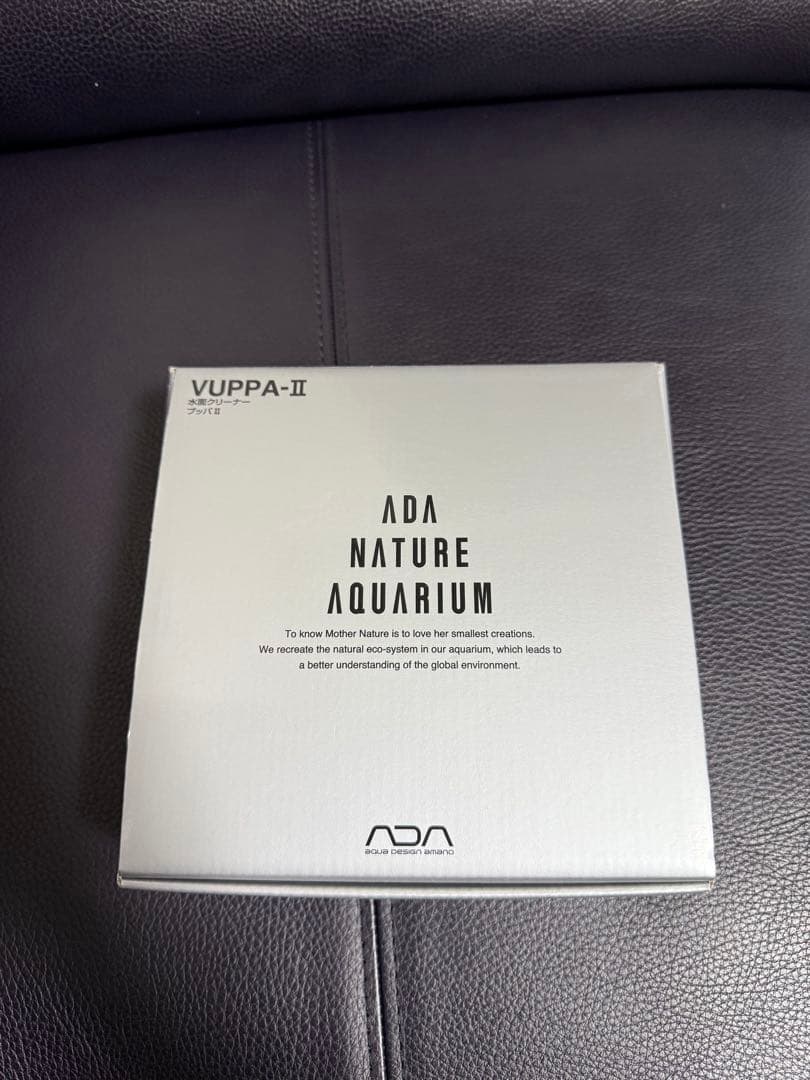 VUPPA-Ⅱ
水面クリーナー
ブッパⅡ
ADA
NATURE
AQUARIUM
To know Mother Nature is to love her smallest creations.
We recreate the natural eco-system in our aquarium, which leads to
a better understanding of the global environment.
ADA
aqua design amano